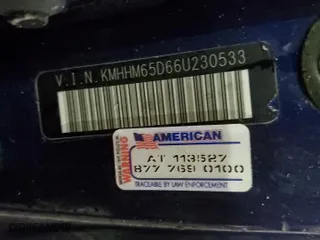 V.I.N. KMHHM65D66U230533
WARNING
AMERICAN
AT 113527
877 769 0100
TRACEABLE BY LAW ENFORCEMENT